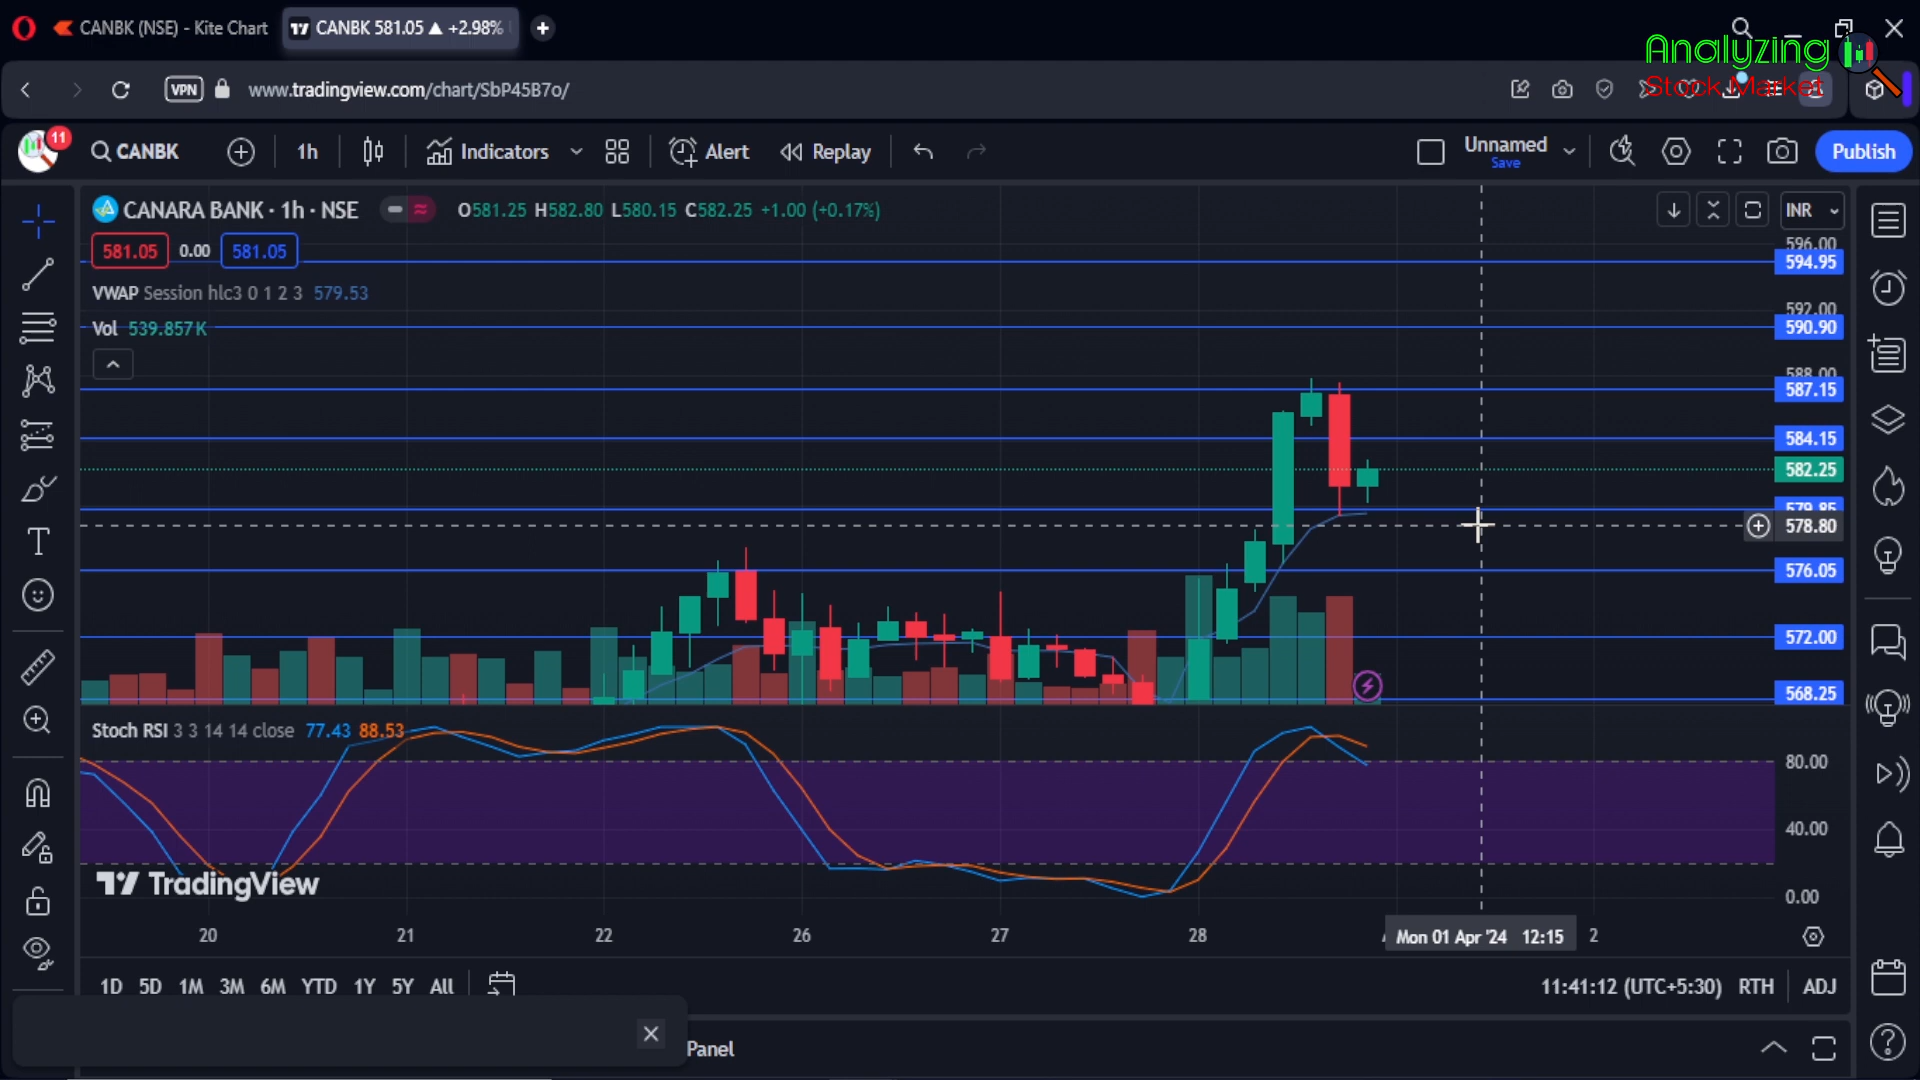 CANBK (NSE) - Kite Chart
CANBK 581.05 ▲ +2.98%
Analyzing
Stock Market
VPN
www.tradingview.com/chart/SbP45B7o/
11
CANBK
1h
Indicators
Alert
Replay
Unnamed
Save
Publish
CANARA BANK · 1h · NSE
O581.25 H582.80 L580.15 C582.25 +1.00 (+0.17%)
INR
581.05
0.00
581.05
VWAP Session hlc3 0 1 2 3 579.53
Vol 539.857K
596.00
594.95
592.00
590.90
588.00
587.15
584.15
582.25
579.85
578.80
576.05
572.00
568.25
Stoch RSI 3 3 14 14 close 77.43 88.53
80.00
40.00
0.00
TradingView
20
21
22
26
27
28
Mon 01 Apr '24 12:15
2
1D 5D 1M 3M 6M YTD 1Y 5Y All
11:41:12 (UTC+5:30)
RTH
ADJ
Panel